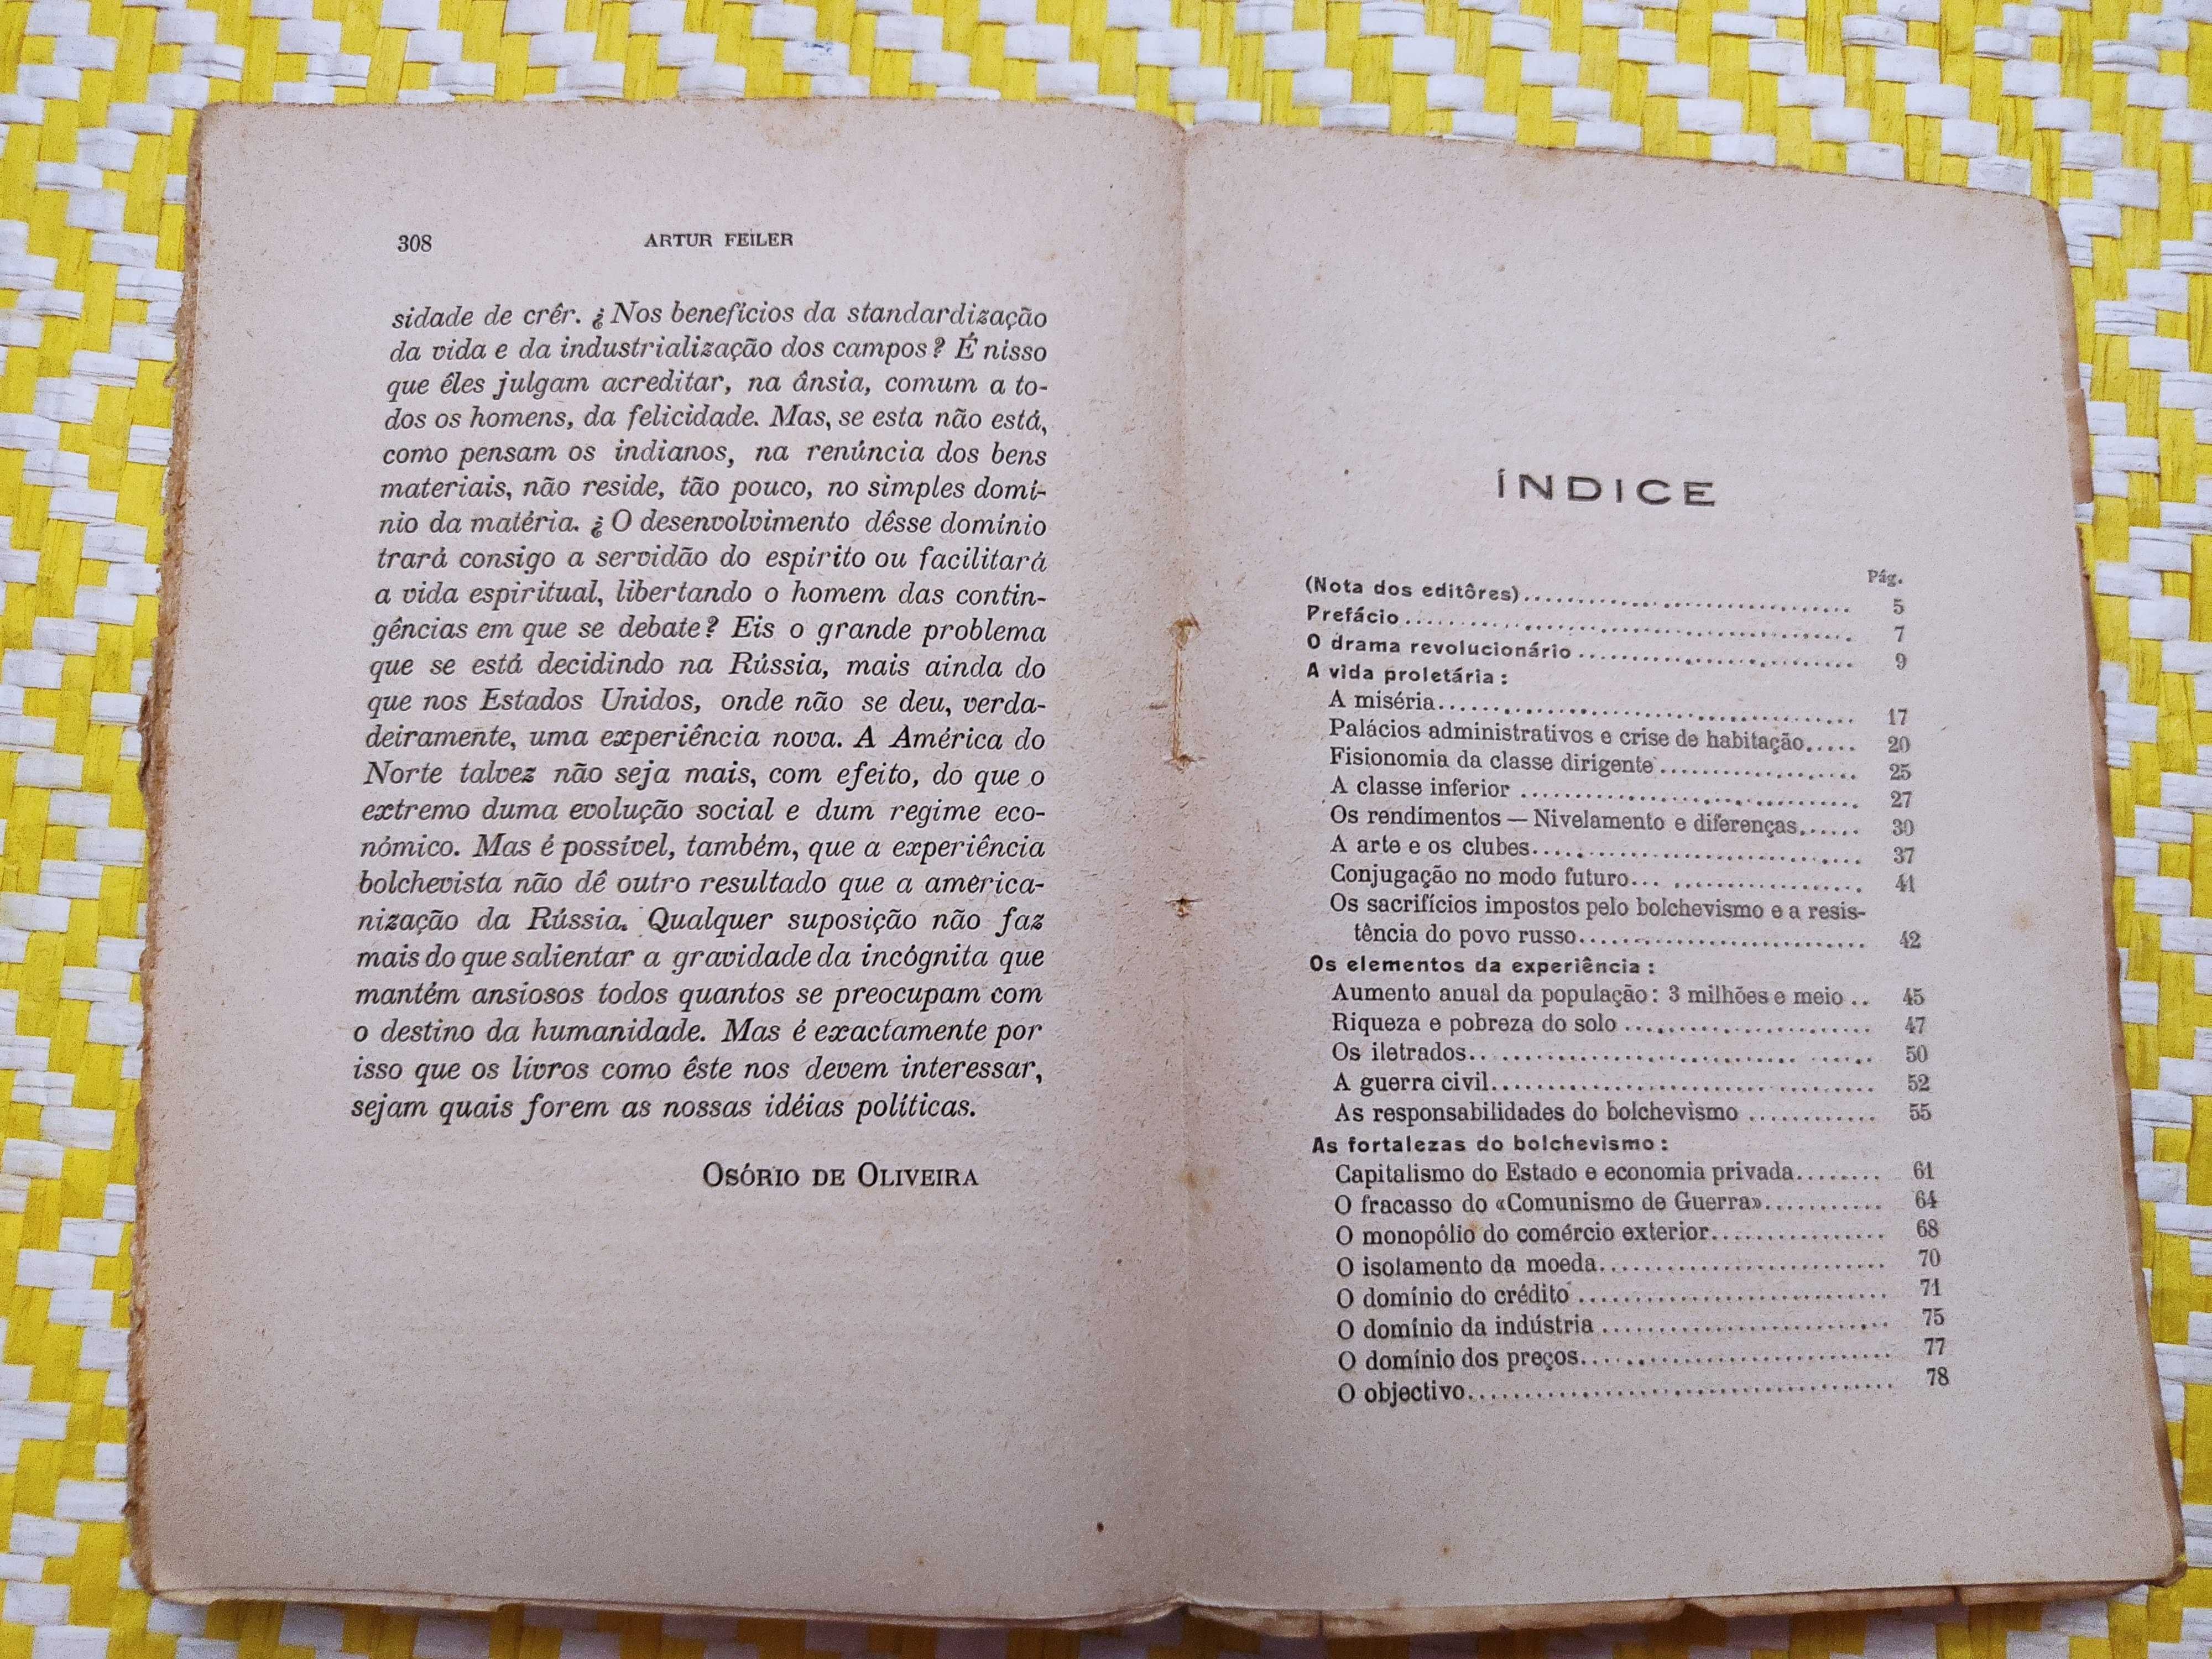 308 ARTUR FEILER
sidade de crêr. ¿Nos benefícios da standardização
da vida e da industrialização dos campos? É nisso
que êles julgam acreditar, na ânsia, comum a to-
dos os homens, da felicidade. Mas, se esta não está,
como pensam os indianos, na renúncia dos bens
materiais, não reside, tão pouco, no simples domí-
nio da matéria. ¿O desenvolvimento dêsse domínio
trará consigo a servidão do espírito ou facilitará
a vida espiritual, libertando o homem das contin-
gências em que se debate? Eis o grande problema
que se está decidindo na Rússia, mais ainda do
que nos Estados Unidos, onde não se deu, verda-
deiramente, uma experiência nova. A América do
Norte talvez não seja mais, com efeito, do que o
extremo duma evolução social e dum regime eco-
nómico. Mas é possível, também, que a experiência
bolchevista não dê outro resultado que a america-
nização da Rússia. Qualquer suposição não faz
mais do que salientar a gravidade da incógnita que
mantém ansiosos todos quantos se preocupam com
o destino da humanidade. Mas é exactamente por
isso que os livros como êste nos devem interessar,
sejam quais forem as nossas idéias políticas.
OSÓRIO DE OLIVEIRA
ÍNDICE
Pág.
(Nota dos editôres)................................ 5
Prefácio................................ 7
O drama revolucionário................................ 9
A vida proletária:
A miséria................................ 17
Palácios administrativos e crise de habitação..... 20
Fisionomia da classe dirigente................... 25
A classe inferior................................ 27
Os rendimentos — Nivelamento e diferenças...... 30
A arte e os clubes................................ 37
Conjugação no modo futuro... .................. 41
Os sacrifícios impostos pelo bolchevismo e a resis-
tência do povo russo............................ 42
Os elementos da experiência:
Aumento anual da população: 3 milhões e meio .. 45
Riqueza e pobreza do solo........................ 47
Os iletrados................................ 50
A guerra civil................................ 52
As responsabilidades do bolchevismo ............ 55
As fortalezas do bolchevismo:
Capitalismo do Estado e economia privada........ 61
O fracasso do «Comunismo de Guerra»........... 64
O monopólio do comércio exterior................ 68
O isolamento da moeda........................... 70
O domínio do crédito............................ 71
O domínio da indústria.......................... 75
O domínio dos preços............................ 77
O objectivo................................ 78